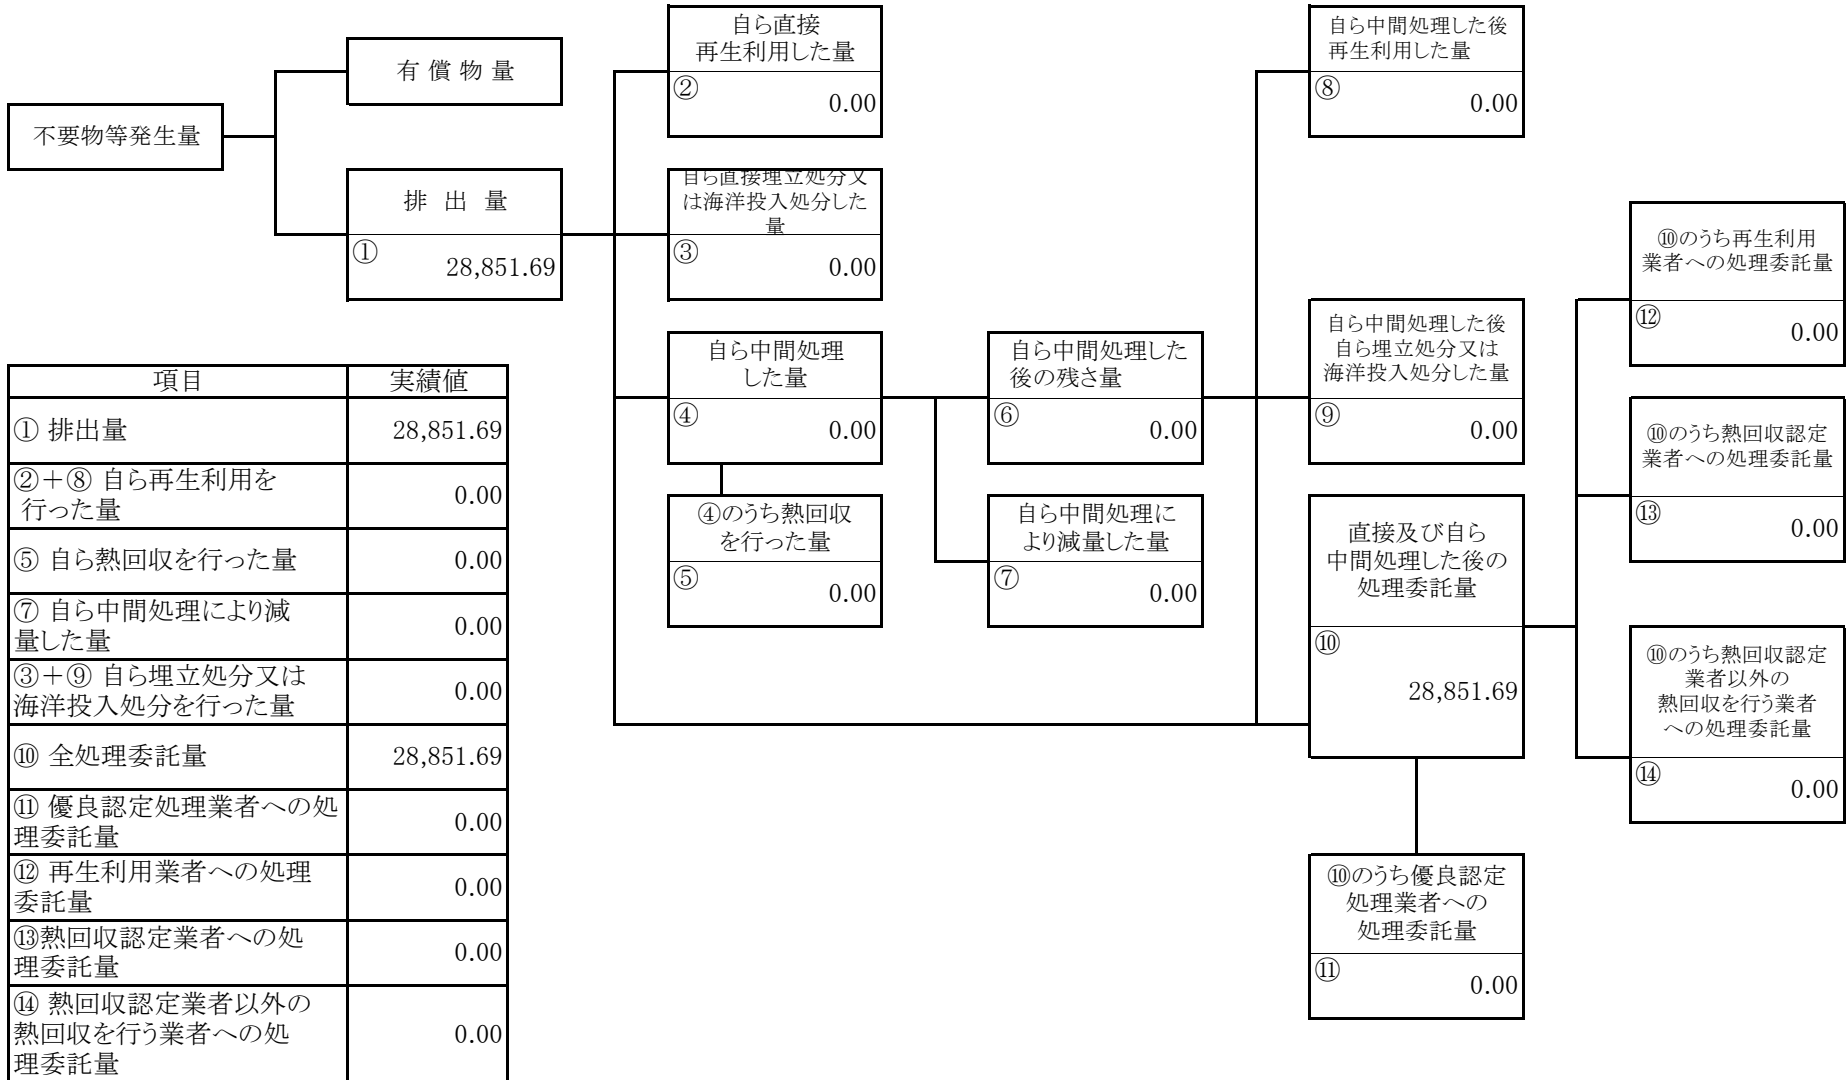 不要物等発生量
有 償 物 量
排 出 量
①
28,851.69
自ら直接
再生利用した量
②
0.00
自ら直接埋立処分又
は海洋投入処分した
量
③
0.00
自ら中間処理
した量
④
0.00
④のうち熱回収
を行った量
⑤
0.00
自ら中間処理した
後の残さ量
⑥
0.00
自ら中間処理に
より減量した量
⑦
0.00
自ら中間処理した後
再生利用した量
⑧
0.00
自ら中間処理した後
自ら埋立処分又は
海洋投入処分した量
⑨
0.00
直接及び自ら
中間処理した後の
処理委託量
⑩
28,851.69
⑩のうち優良認定
処理業者への
処理委託量
⑪
0.00
⑩のうち再生利用
業者への処理委託量
⑫
0.00
⑩のうち熱回収認定
業者への処理委託量
⑬
0.00
⑩のうち熱回収認定
業者以外の
熱回収を行う業者
への処理委託量
⑭
0.00
項目 実績値
① 排出量 28,851.69
②＋⑧ 自ら再生利用を
行った量
0.00
⑤ 自ら熱回収を行った量 0.00
⑦ 自ら中間処理により減
量した量
0.00
③＋⑨ 自ら埋立処分又は
海洋投入処分を行った量
0.00
⑩ 全処理委託量 28,851.69
⑪ 優良認定処理業者への処
理委託量
0.00
⑫ 再生利用業者への処理
委託量
0.00
⑬熱回収認定業者への処
理委託量
0.00
⑭ 熱回収認定業者以外の
熱回収を行う業者への処
理委託量
0.00